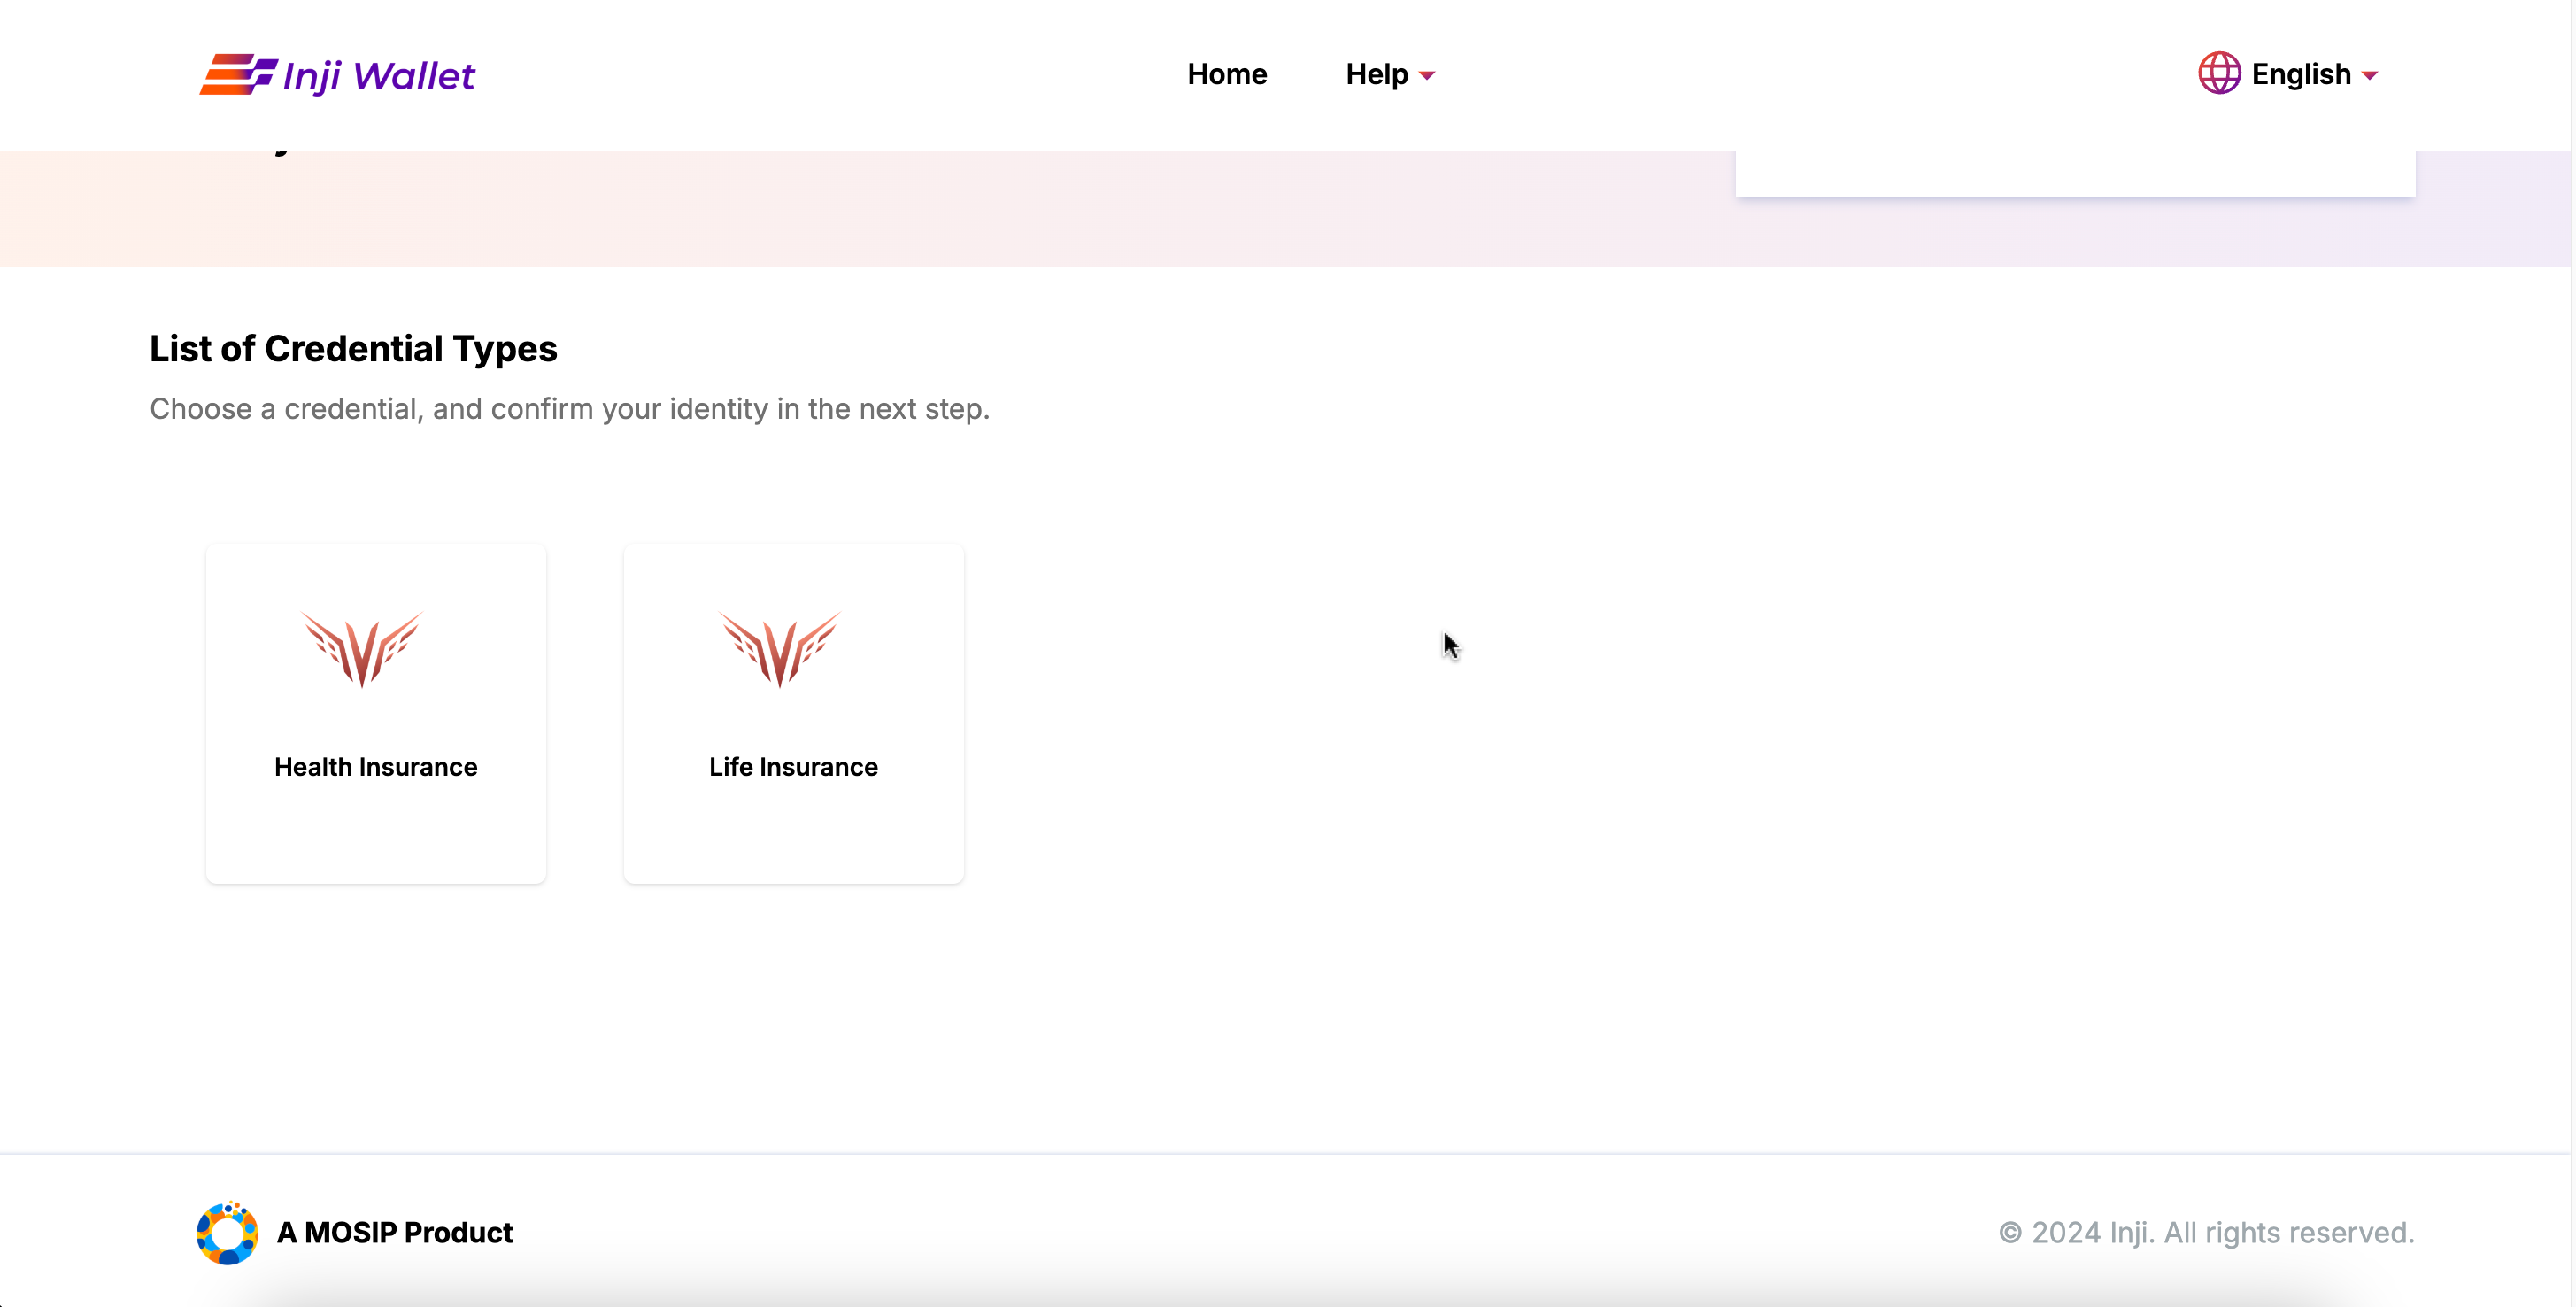 Inji Wallet
Home
Help
English
List of Credential Types
Choose a credential, and confirm your identity in the next step.
Health Insurance
Life Insurance
A MOSIP Product
© 2024 Inji. All rights reserved.